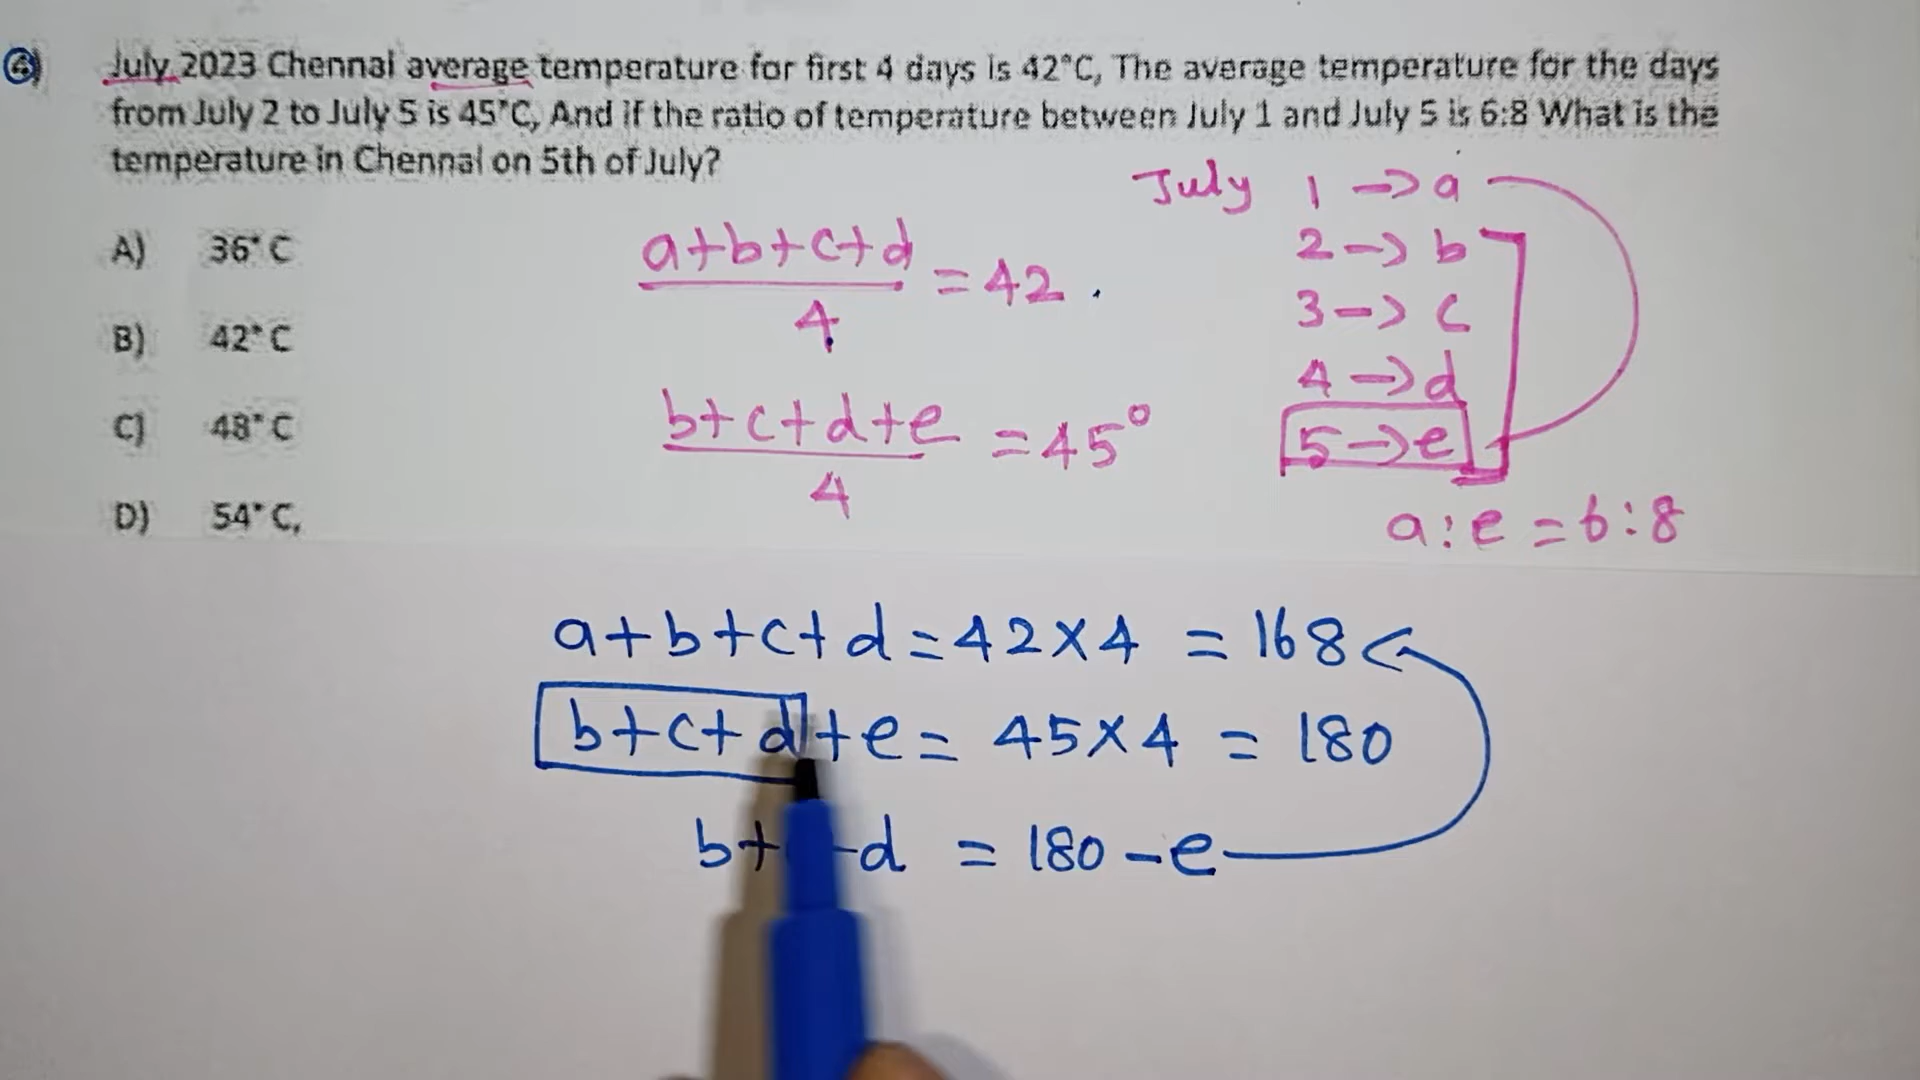 4) July 2023 Chennai average temperature for first 4 days is 42°C, The average temperature for the days
from July 2 to July 5 is 45°C, And if the ratio of temperature between July 1 and July 5 is 6:8 What is the
temperature in Chennai on 5th of July?
A) 36°C
B) 42°C
C) 48°C
D) 54°C,
a+b+c+d
4
=42.
b+c+d+e
4
=45°
July 1→a
2→b
3→c
4→d
5→e
a:e=6:8
a+b+c+d=42×4=168
b+c+d+e=45×4=180
b+ d=180-e